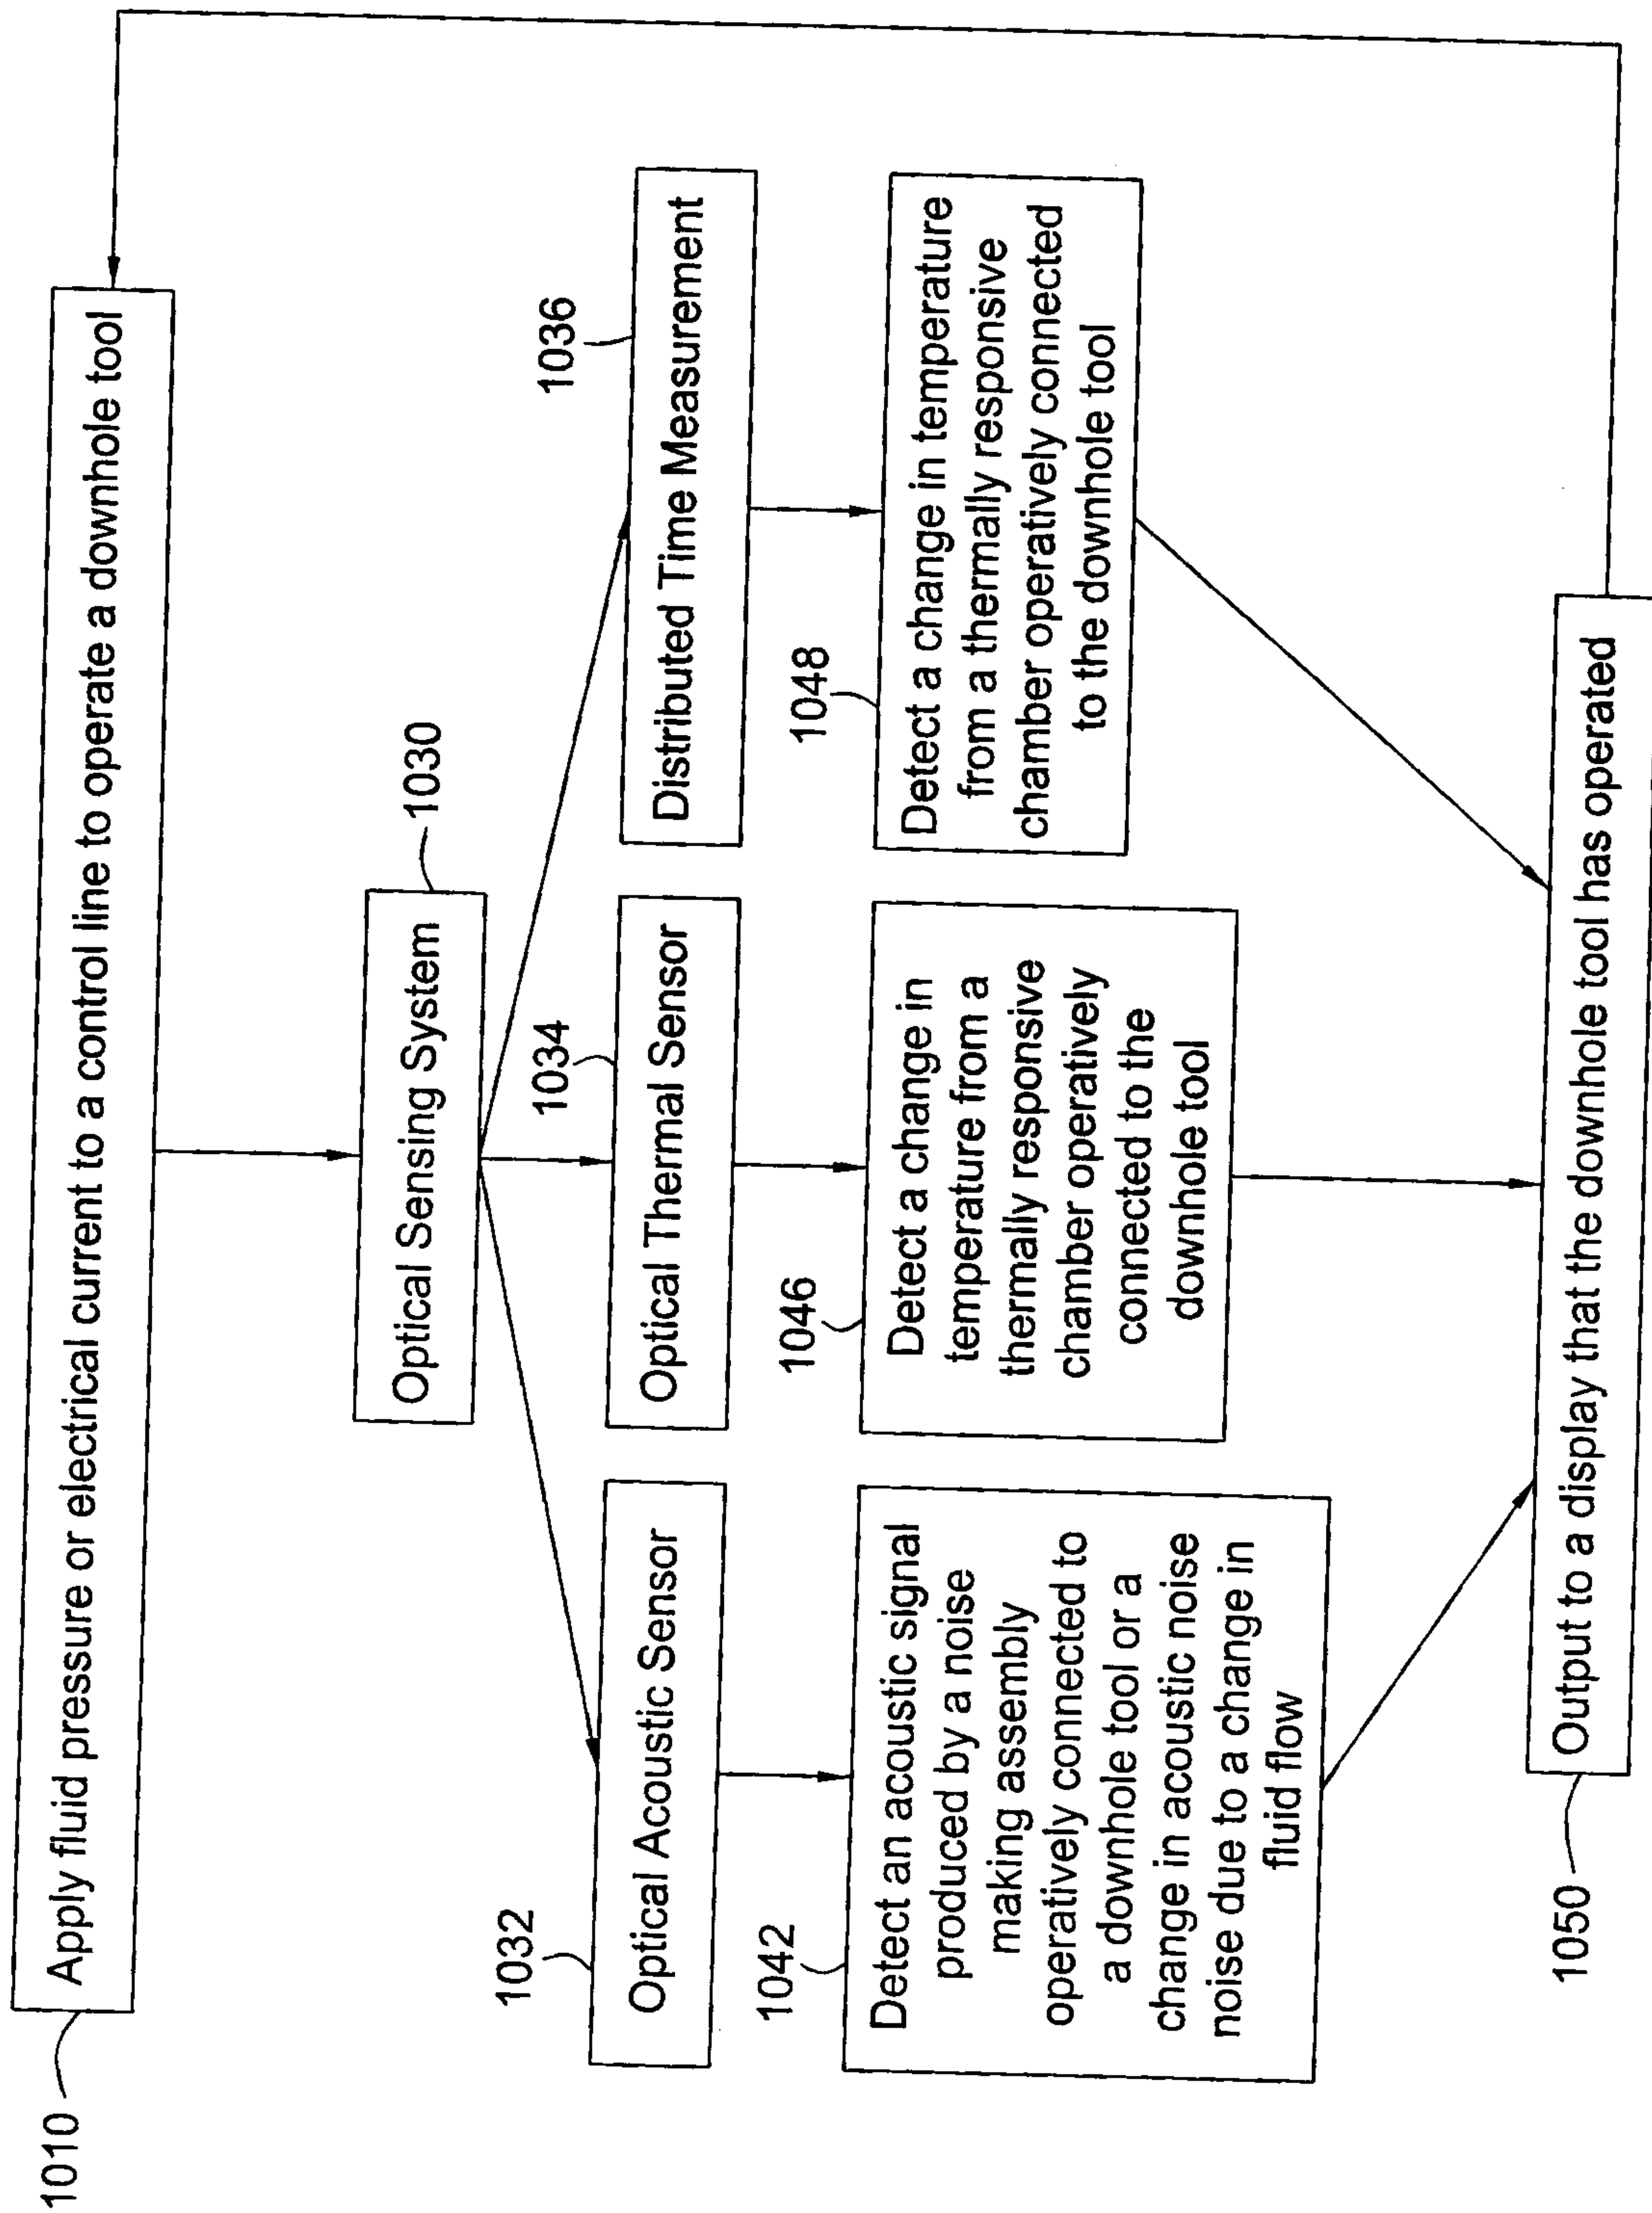 1010
Apply fluid pressure or electrical current to a control line to operate a downhole tool
Optical Sensing System
1030
1032
Optical Acoustic Sensor
1034
Optical Thermal Sensor
1036
Distributed Time Measurement
1042
Detect an acoustic signal
produced by a noise
making assembly
operatively connected to
a downhole tool or a
change in acoustic noise
noise due to a change in
fluid flow
1046
Detect a change in
temperature from a
thermally responsive
chamber operatively
connected to the
downhole tool
1048
Detect a change in temperature
from a thermally responsive
chamber operatively connected
to the downhole tool
1050
Output to a display that the downhole tool has operated